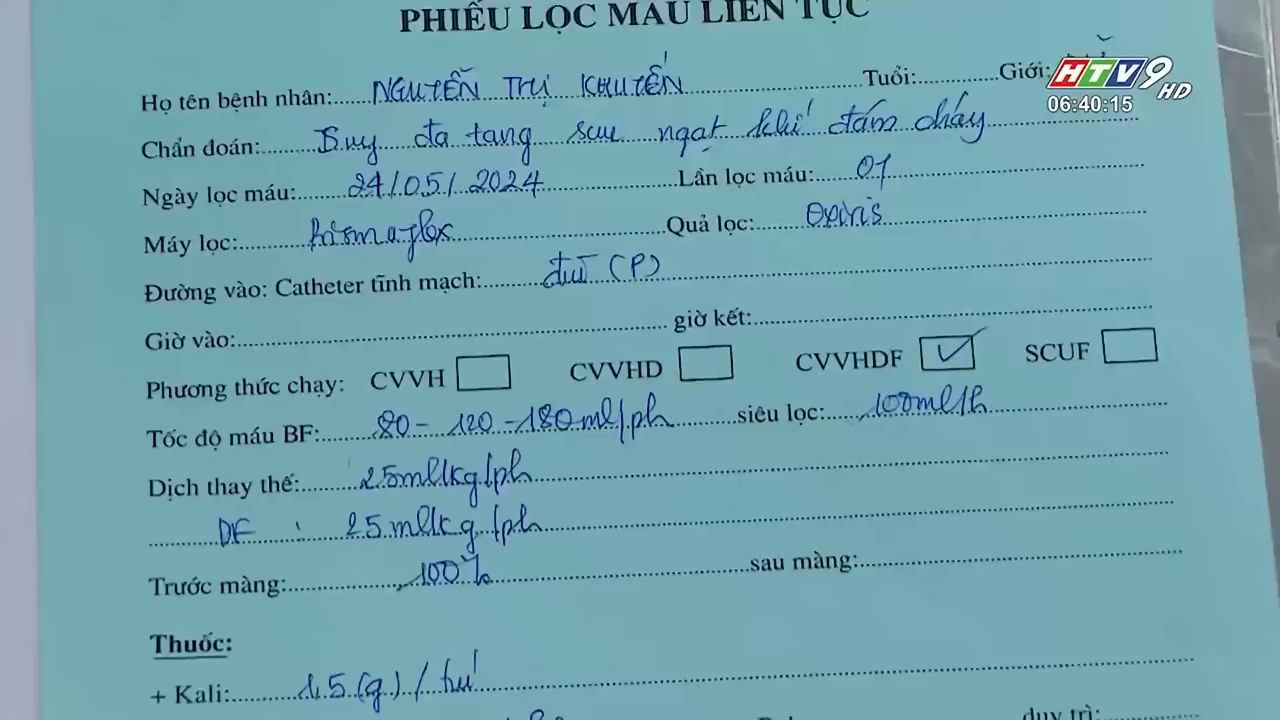 PHIẾU LỌC MÁU LIÊN TỤC
Họ tên bệnh nhân: NGUYỄN THỊ KHUYẾN Tuổi: Giới:
HTV9 HD
06:40:15
Chẩn đoán: Suy đa tạng sau ngạt khí đám cháy
Ngày lọc máu: 24/05/2024 Lần lọc máu: 01
Máy lọc: Prismaflex Quả lọc: Oxiris
Đường vào: Catheter tĩnh mạch: đùi (P)
Giờ vào: giờ kết:
Phương thức chạy: CVVH CVVHD CVVHDF SCUF
Tốc độ máu BF: 80 - 120 - 180 ml/ph siêu lọc: 100ml/h
Dịch thay thế: 25ml/kg/ph
DF : 25ml/kg/ph
Trước màng: 100% sau màng:
Thuốc:
+ Kali: 1.5 (g) / túi
duy trì: